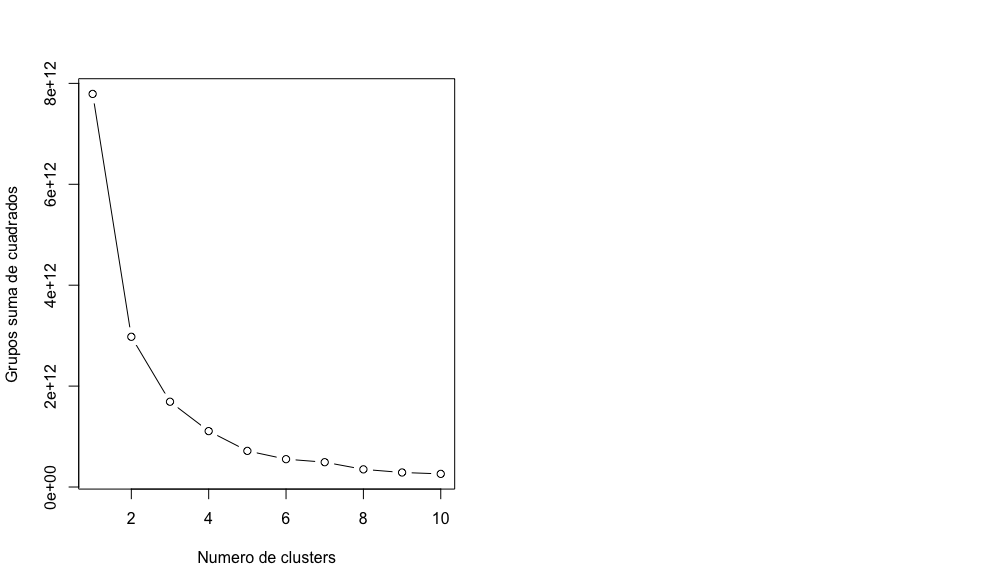 Grupos suma de cuadrados
8e+12
6e+12
4e+12
2e+12
0e+00
2 4 6 8 10
Numero de clusters